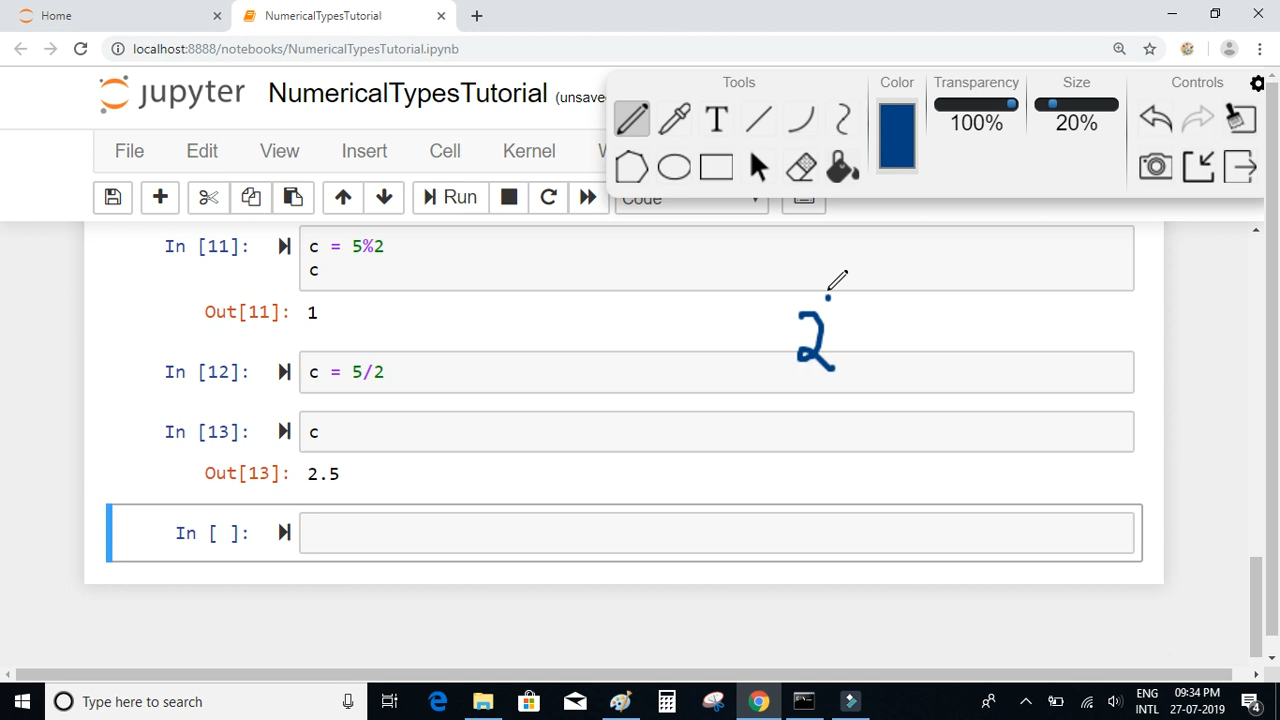 Home
NumericalTypesTutorial
localhost:8888/notebooks/NumericalTypesTutorial.ipynb
jupyter NumericalTypesTutorial (unsave
Tools Color Transparency Size Controls
T
100% 20%
File Edit View Insert Cell Kernel
Run
Code
In [11]: c = 5%2
c
Out[11]: 1
2
In [12]: c = 5/2
In [13]: c
Out[13]: 2.5
In [ ]:
Type here to search
ENG 09:34 PM
INTL 27-07-2019
4